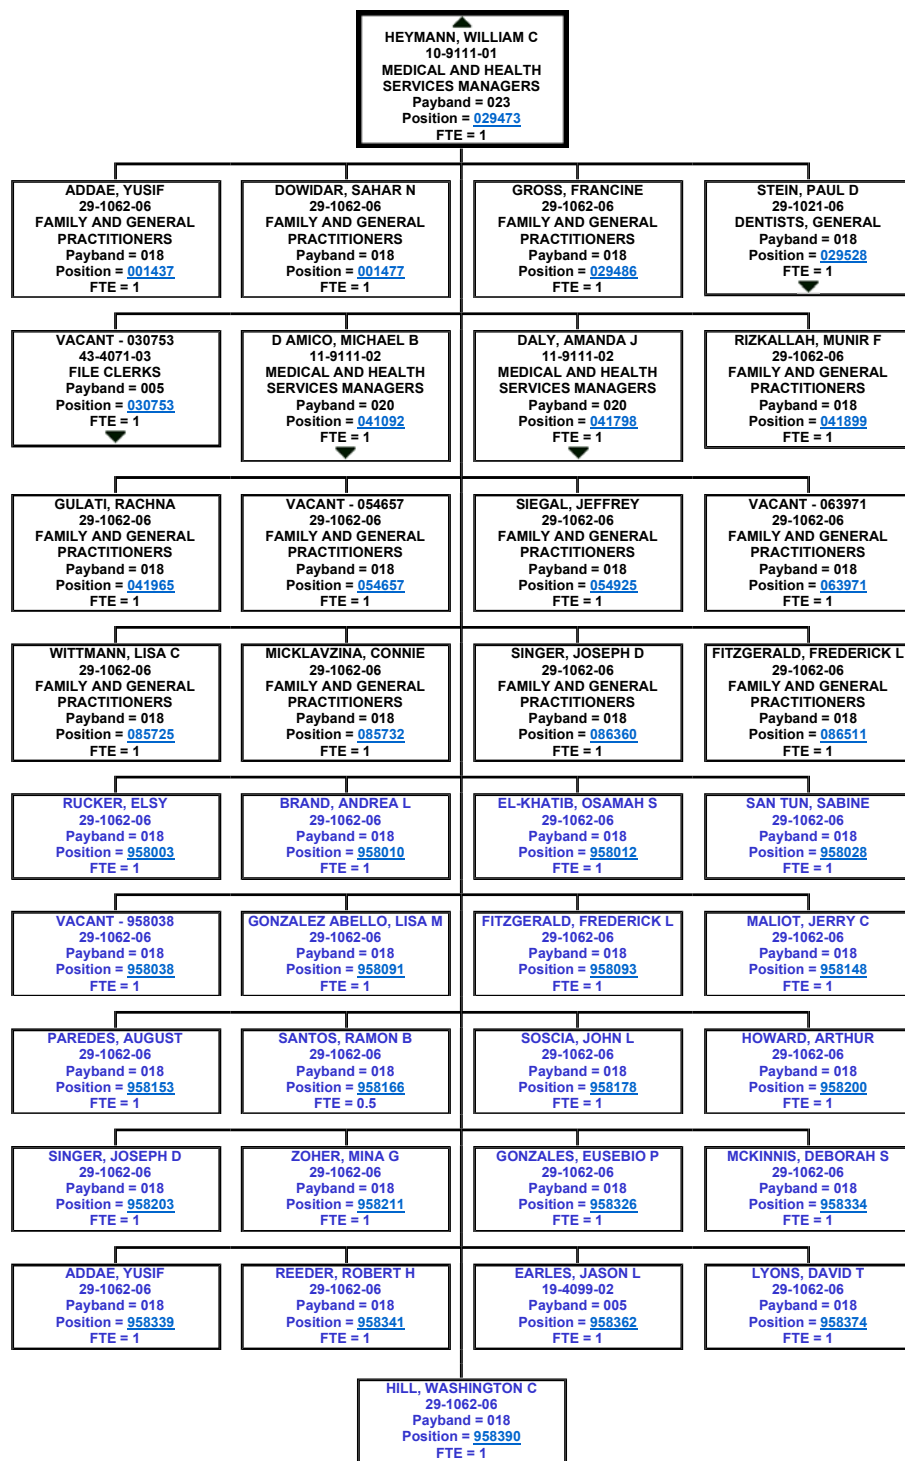 HEYMANN, WILLIAM C
10-9111-01
MEDICAL AND HEALTH
SERVICES MANAGERS
Payband = 023
Position = 029473
FTE = 1
ADDAE, YUSIF
29-1062-06
FAMILY AND GENERAL
PRACTITIONERS
Payband = 018
Position = 001437
FTE = 1
DOWIDAR, SAHAR N
29-1062-06
FAMILY AND GENERAL
PRACTITIONERS
Payband = 018
Position = 001477
FTE = 1
GROSS, FRANCINE
29-1062-06
FAMILY AND GENERAL
PRACTITIONERS
Payband = 018
Position = 029486
FTE = 1
STEIN, PAUL D
29-1021-06
DENTISTS, GENERAL
Payband = 018
Position = 029528
FTE = 1
VACANT - 030753
43-4071-03
FILE CLERKS
Payband = 005
Position = 030753
FTE = 1
D AMICO, MICHAEL B
11-9111-02
MEDICAL AND HEALTH
SERVICES MANAGERS
Payband = 020
Position = 041092
FTE = 1
DALY, AMANDA J
11-9111-02
MEDICAL AND HEALTH
SERVICES MANAGERS
Payband = 020
Position = 041798
FTE = 1
RIZKALLAH, MUNIR F
29-1062-06
FAMILY AND GENERAL
PRACTITIONERS
Payband = 018
Position = 041899
FTE = 1
GULATI, RACHNA
29-1062-06
FAMILY AND GENERAL
PRACTITIONERS
Payband = 018
Position = 041965
FTE = 1
VACANT - 054657
29-1062-06
FAMILY AND GENERAL
PRACTITIONERS
Payband = 018
Position = 054657
FTE = 1
SIEGAL, JEFFREY
29-1062-06
FAMILY AND GENERAL
PRACTITIONERS
Payband = 018
Position = 054925
FTE = 1
VACANT - 063971
29-1062-06
FAMILY AND GENERAL
PRACTITIONERS
Payband = 018
Position = 063971
FTE = 1
WITTMANN, LISA C
29-1062-06
FAMILY AND GENERAL
PRACTITIONERS
Payband = 018
Position = 085725
FTE = 1
MICKLAVZINA, CONNIE
29-1062-06
FAMILY AND GENERAL
PRACTITIONERS
Payband = 018
Position = 085732
FTE = 1
SINGER, JOSEPH D
29-1062-06
FAMILY AND GENERAL
PRACTITIONERS
Payband = 018
Position = 086360
FTE = 1
FITZGERALD, FREDERICK L
29-1062-06
FAMILY AND GENERAL
PRACTITIONERS
Payband = 018
Position = 086511
FTE = 1
RUCKER, ELSY
29-1062-06
Payband = 018
Position = 958003
FTE = 1
BRAND, ANDREA L
29-1062-06
Payband = 018
Position = 958010
FTE = 1
EL-KHATIB, OSAMAH S
29-1062-06
Payband = 018
Position = 958012
FTE = 1
SAN TUN, SABINE
29-1062-06
Payband = 018
Position = 958028
FTE = 1
VACANT - 958038
29-1062-06
Payband = 018
Position = 958038
FTE = 1
GONZALEZ ABELLO, LISA M
29-1062-06
Payband = 018
Position = 958091
FTE = 1
FITZGERALD, FREDERICK L
29-1062-06
Payband = 018
Position = 958093
FTE = 1
MALIOT, JERRY C
29-1062-06
Payband = 018
Position = 958148
FTE = 1
PAREDES, AUGUST
29-1062-06
Payband = 018
Position = 958153
FTE = 1
SANTOS, RAMON B
29-1062-06
Payband = 018
Position = 958166
FTE = 0.5
SOSCIA, JOHN L
29-1062-06
Payband = 018
Position = 958178
FTE = 1
HOWARD, ARTHUR
29-1062-06
Payband = 018
Position = 958200
FTE = 1
SINGER, JOSEPH D
29-1062-06
Payband = 018
Position = 958203
FTE = 1
ZOHER, MINA G
29-1062-06
Payband = 018
Position = 958211
FTE = 1
GONZALES, EUSEBIO P
29-1062-06
Payband = 018
Position = 958326
FTE = 1
MCKINNIS, DEBORAH S
29-1062-06
Payband = 018
Position = 958334
FTE = 1
ADDAE, YUSIF
29-1062-06
Payband = 018
Position = 958339
FTE = 1
REEDER, ROBERT H
29-1062-06
Payband = 018
Position = 958341
FTE = 1
EARLES, JASON L
19-4099-02
Payband = 005
Position = 958362
FTE = 1
LYONS, DAVID T
29-1062-06
Payband = 018
Position = 958374
FTE = 1
HILL, WASHINGTON C
29-1062-06
Payband = 018
Position = 958390
FTE = 1